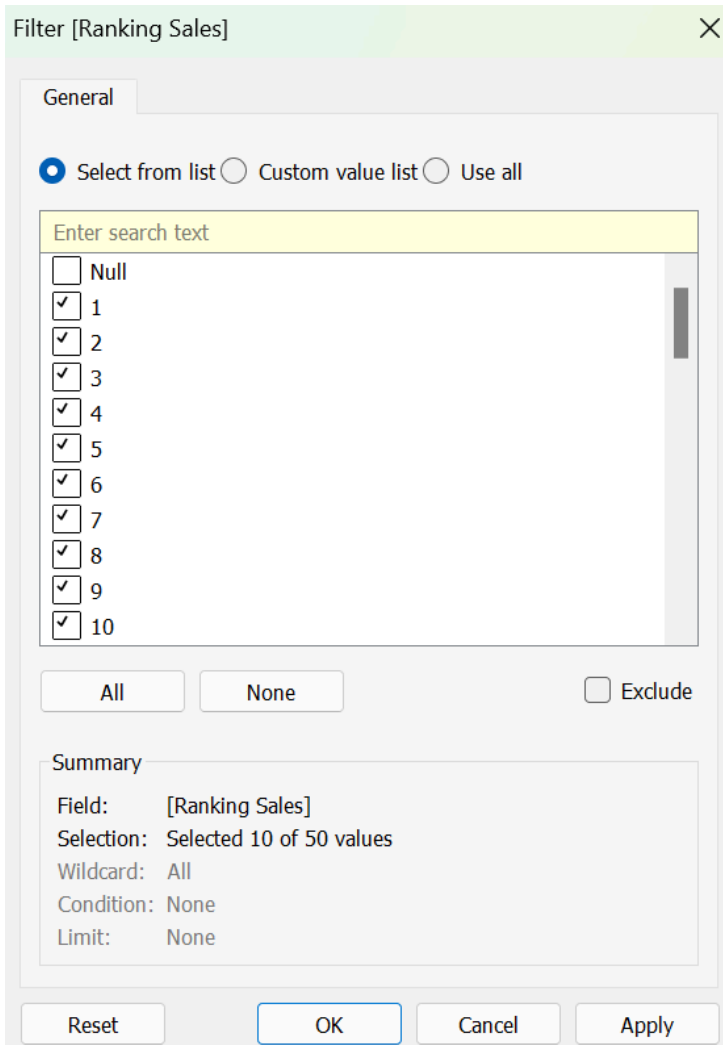 Filter [Ranking Sales]
General
Select from list Custom value list Use all
Enter search text
Null
1
2
3
4
5
6
7
8
9
10
All None Exclude
Summary
Field: [Ranking Sales]
Selection: Selected 10 of 50 values
Wildcard: All
Condition: None
Limit: None
Reset OK Cancel Apply